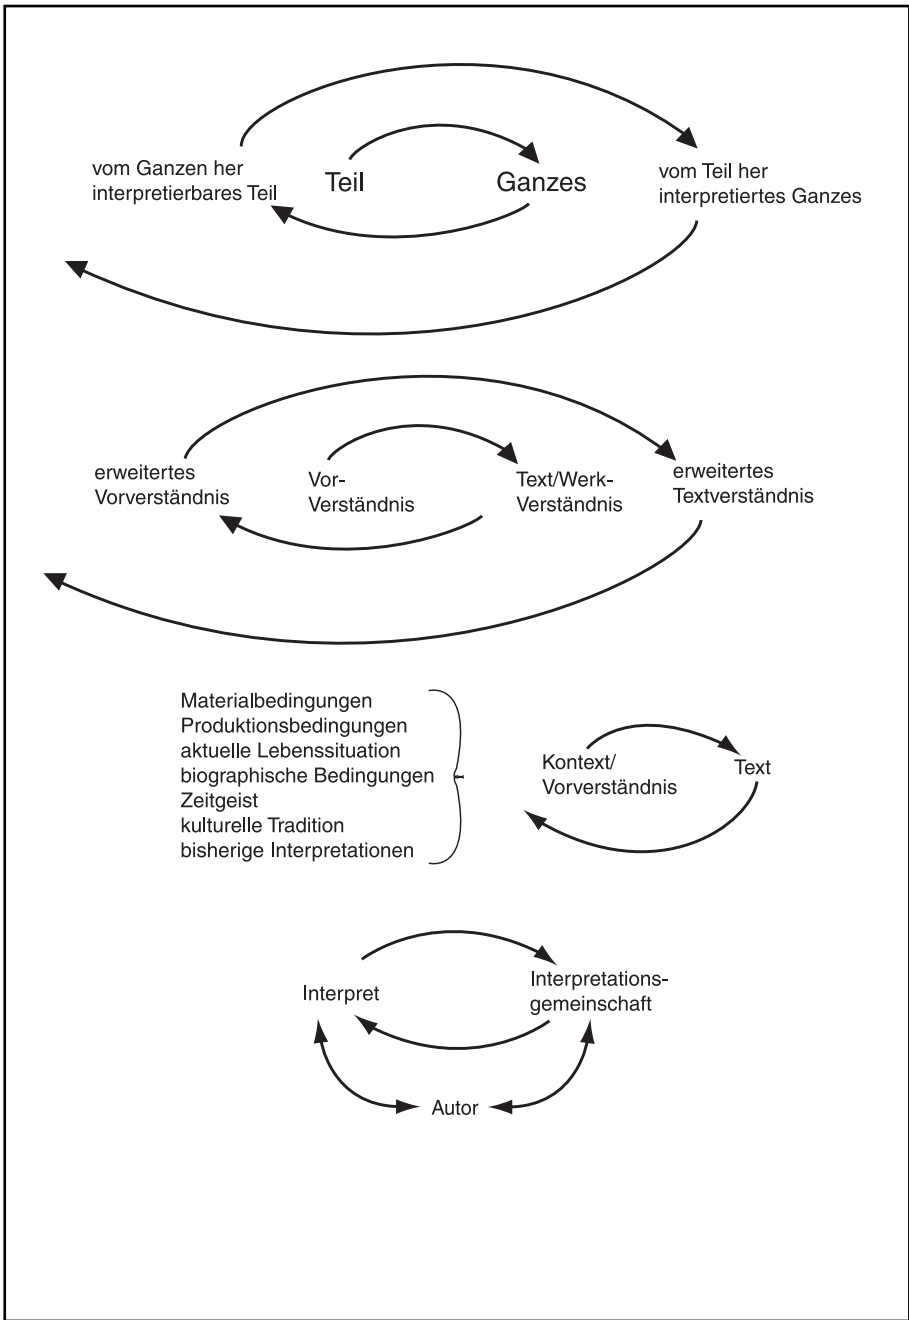 vom Ganzen her
interpretierbares Teil
Teil
Ganzes
vom Teil her
interpretiertes Ganzes
erweitertes
Vorverständnis
Vor-
Verständnis
Text/Werk-
Verständnis
erweitertes
Textverständnis
Materialbedingungen
Produktionsbedingungen
aktuelle Lebenssituation
biographische Bedingungen
Zeitgeist
kulturelle Tradition
bisherige Interpretationen
Kontext/
Vorverständnis
Text
Interpret
Interpretations-
gemeinschaft
Autor